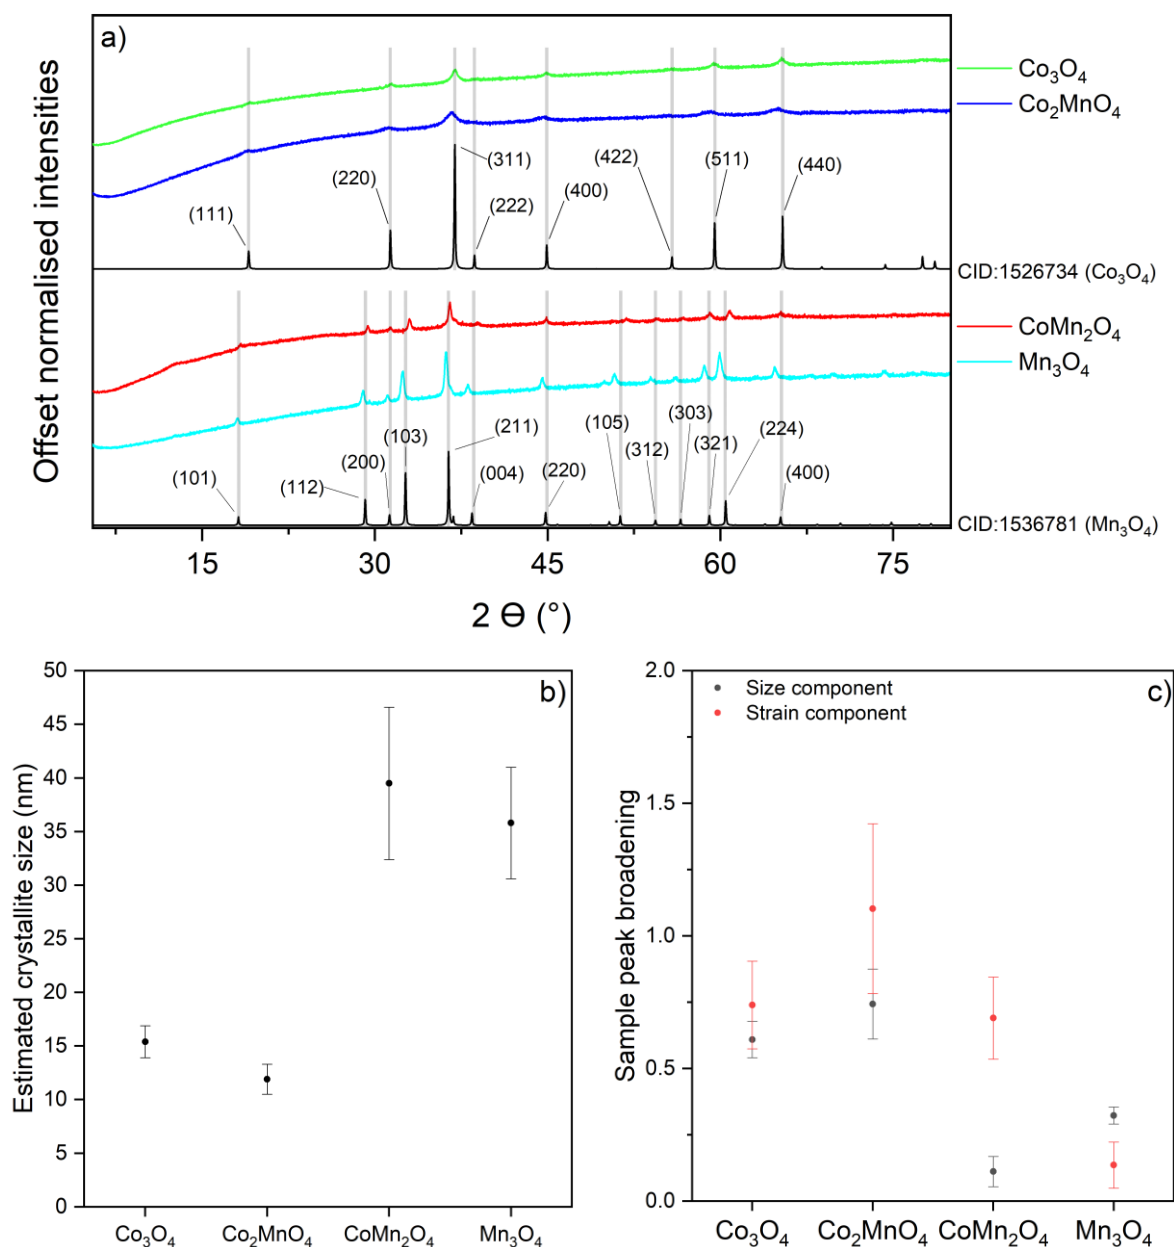 a)
Offset normalised intensities
Co₃O₄
Co₂MnO₄
(111)
(220)
(311)
(222)
(400)
(422)
(511)
(440)
CID:1526734 (Co₃O₄)
CoMn₂O₄
Mn₃O₄
(101)
(112)
(200)
(103)
(211)
(004)
(220)
(105)
(312)
(303)
(321)
(224)
(400)
CID:1536781 (Mn₃O₄)
15 30 45 60 75
2 Θ (°)
b)
Estimated crystallite size (nm)
50
45
40
35
30
25
20
15
10
5
0
Co₃O₄ Co₂MnO₄ CoMn₂O₄ Mn₃O₄
c)
Size component
Strain component
Sample peak broadening
2.0
1.5
1.0
0.5
0.0
Co₃O₄ Co₂MnO₄ CoMn₂O₄ Mn₃O₄